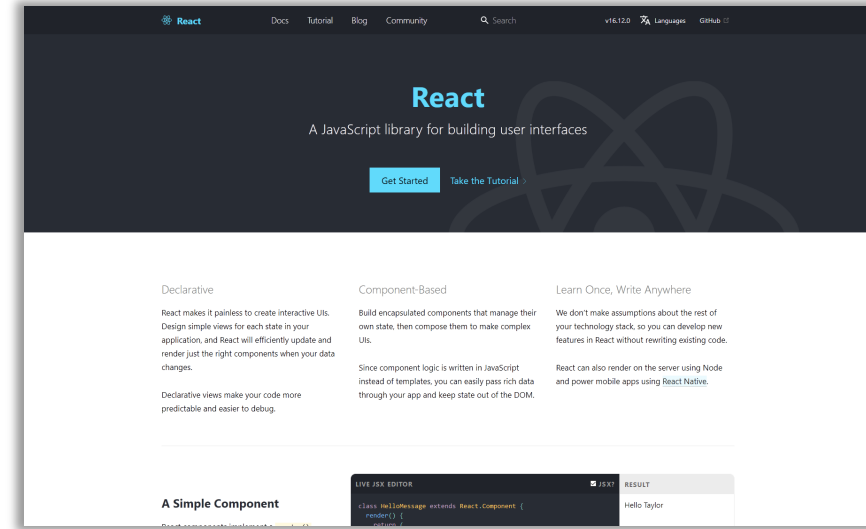 React
Docs
Tutorial
Blog
Community
Search
v16.12.0
Languages
GitHub
React
A JavaScript library for building user interfaces
Get Started
Take the Tutorial
Declarative
React makes it painless to create interactive UIs.
Design simple views for each state in your
application, and React will efficiently update and
render just the right components when your data
changes.
Declarative views make your code more
predictable and easier to debug.
Component-Based
Build encapsulated components that manage their
own state, then compose them to make complex
UIs.
Since component logic is written in JavaScript
instead of templates, you can easily pass rich data
through your app and keep state out of the DOM.
Learn Once, Write Anywhere
We don't make assumptions about the rest of
your technology stack, so you can develop new
features in React without rewriting existing code.
React can also render on the server using Node
and power mobile apps using React Native.
A Simple Component
LIVE JSX EDITOR
JSX?
class HelloMessage extends React.Component {
render() {
return (
RESULT
Hello Taylor